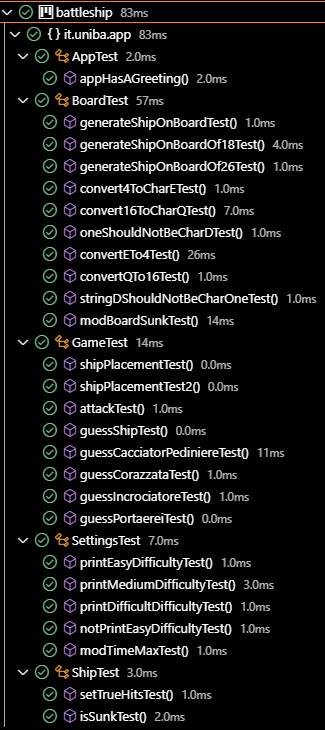 battleship 83ms
{ } it.uniba.app 83ms
AppTest
appHasAGreeting() 2.0ms
BoardTest 57ms
generateShipOnBoardTest() 1.0ms
generateShipOnBoardOf18Test() 4.0ms
generateShipOnBoardOf26Test() 1.0ms
convert4ToCharETest() 1.0ms
convert16ToCharQTest() 7.0ms
oneShouldNotBeCharDTest() 1.0ms
convertETo4Test() 26ms
convertQTo16Test() 1.0ms
stringDShouldNotBeCharOneTest() 1.0ms
modBoardSunkTest() 14ms
GameTest 14ms
shipPlacementTest() 0.0ms
shipPlacementTest2() 0.0ms
attackTest() 1.0ms
guessShipTest() 0.0ms
guessCacciatorPediniereTest() 11ms
guessCorazzataTest() 1.0ms
guessIncrociatoreTest() 1.0ms
guessPortaereiTest() 0.0ms
SettingsTest 7.0ms
printEasyDifficultyTest() 1.0ms
printMediumDifficultyTest() 3.0ms
printDifficultDifficultyTest() 1.0ms
notPrintEasyDifficultyTest() 1.0ms
modTimeMaxTest() 1.0ms
ShipTest 3.0ms
setTrueHitsTest() 1.0ms
isSunkTest() 2.0ms